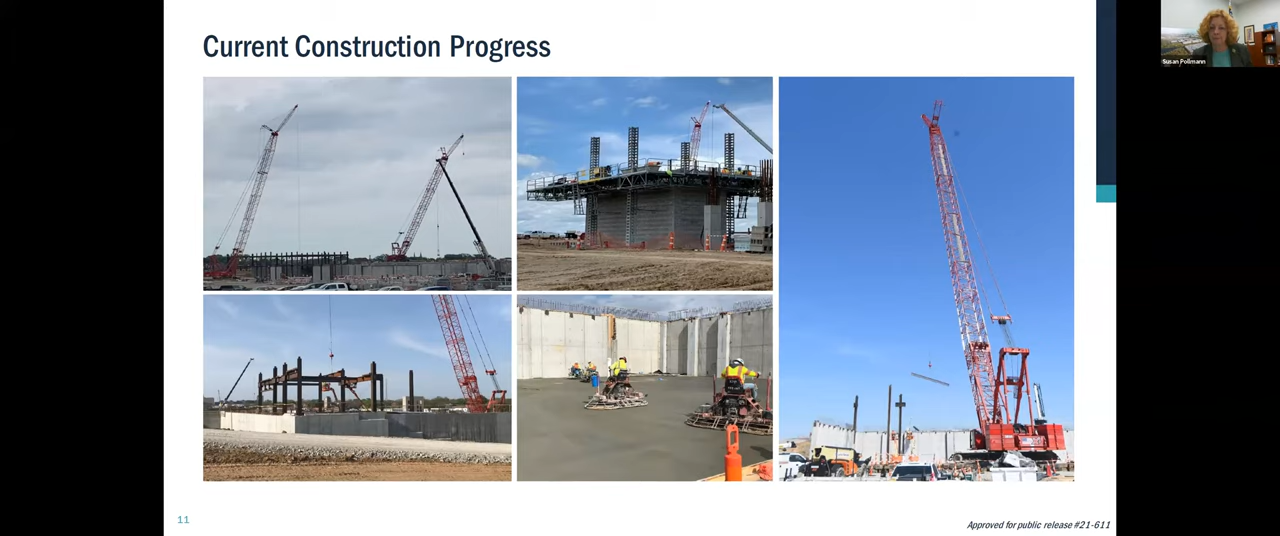 Current Construction Progress
Susan Pollmann
11
Approved for public release #21-611